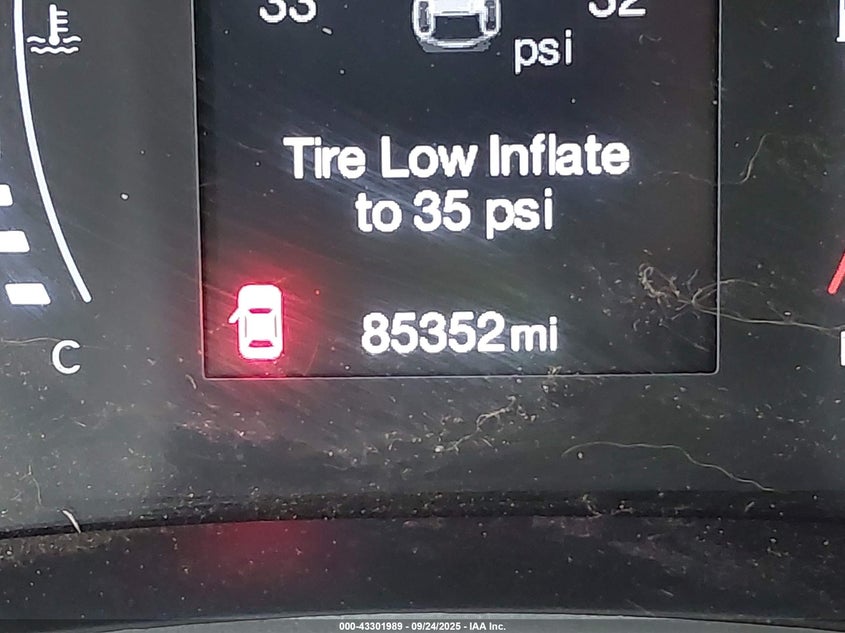 33 32
psi
Tire Low Inflate
to 35 psi
85352mi
C
000-43301989 - 09/24/2025 - IAA Inc.